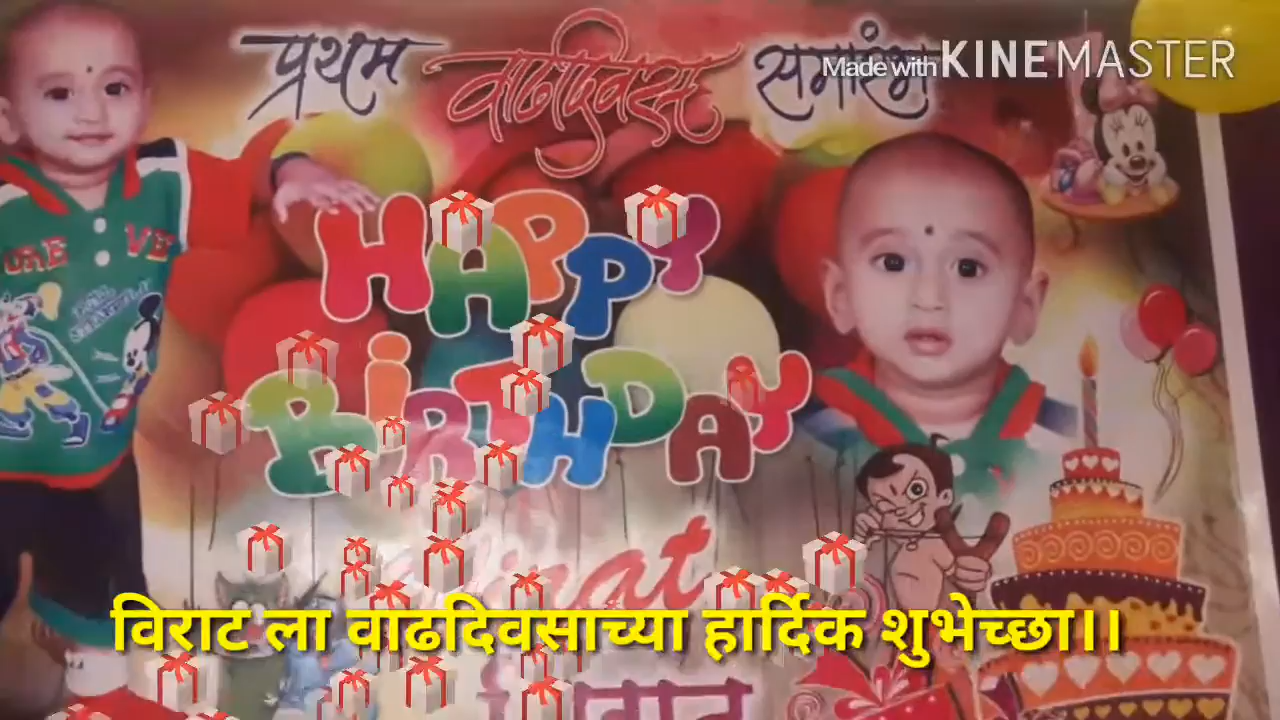 प्रथम वाढदिवस समारंभ
Made with KINEMASTER
HAPPY
BIRTHDAY
विराट ला वाढदिवसाच्या हार्दिक शुभेच्छा।।